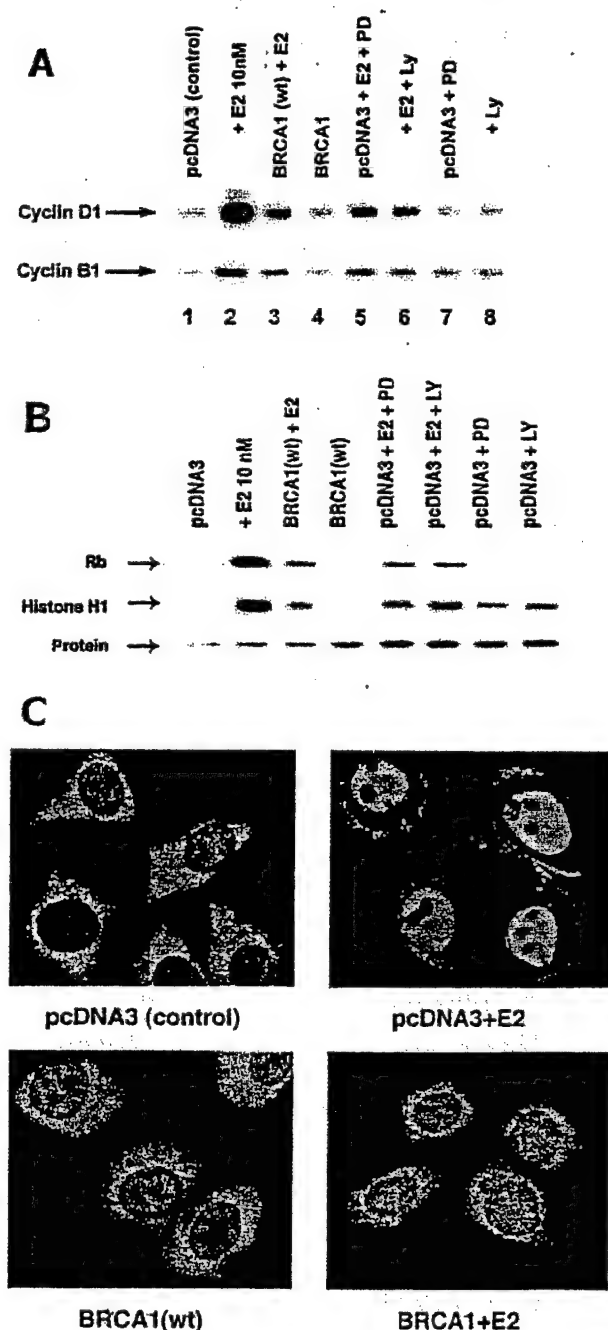 A
pcDNA3 (control)
+ E2 10nM
BRCA1 (wt) + E2
BRCA1
pcDNA3 + E2 + PD
+ E2 + Ly
pcDNA3 + PD
+ Ly
Cyclin D1
Cyclin B1
1 2 3 4 5 6 7 8
B
pcDNA3
+ E2 10 nM
BRCA1(wt) + E2
BRCA1(wt)
pcDNA3 + E2 + PD
pcDNA3 + E2 + LY
pcDNA3 + PD
pcDNA3 + LY
Rb
Histone H1
Protein
C
pcDNA3 (control)
pcDNA3+E2
BRCA1(wt)
BRCA1+E2